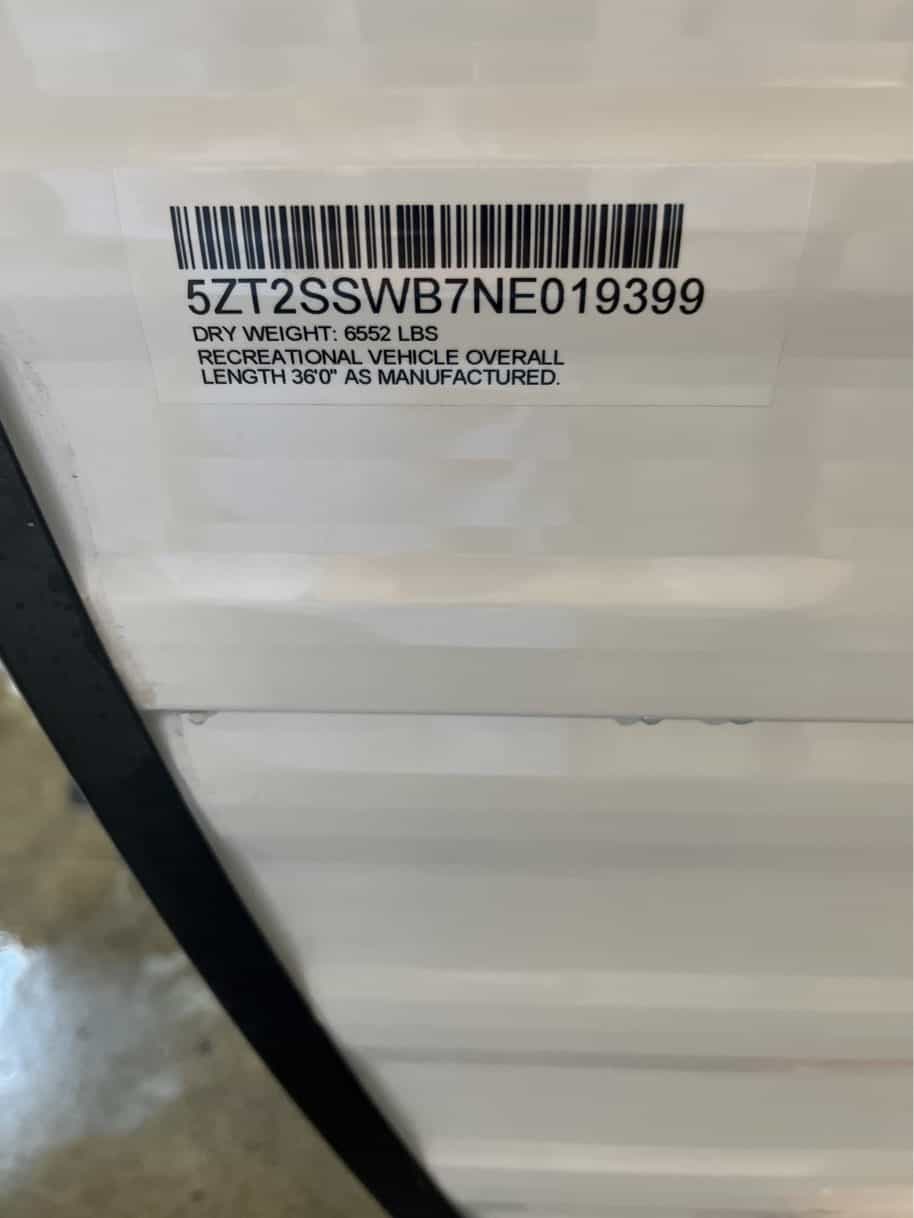 5ZT2SSWB7NE019399
DRY WEIGHT: 6552 LBS
RECREATIONAL VEHICLE OVERALL
LENGTH 36'0" AS MANUFACTURED.